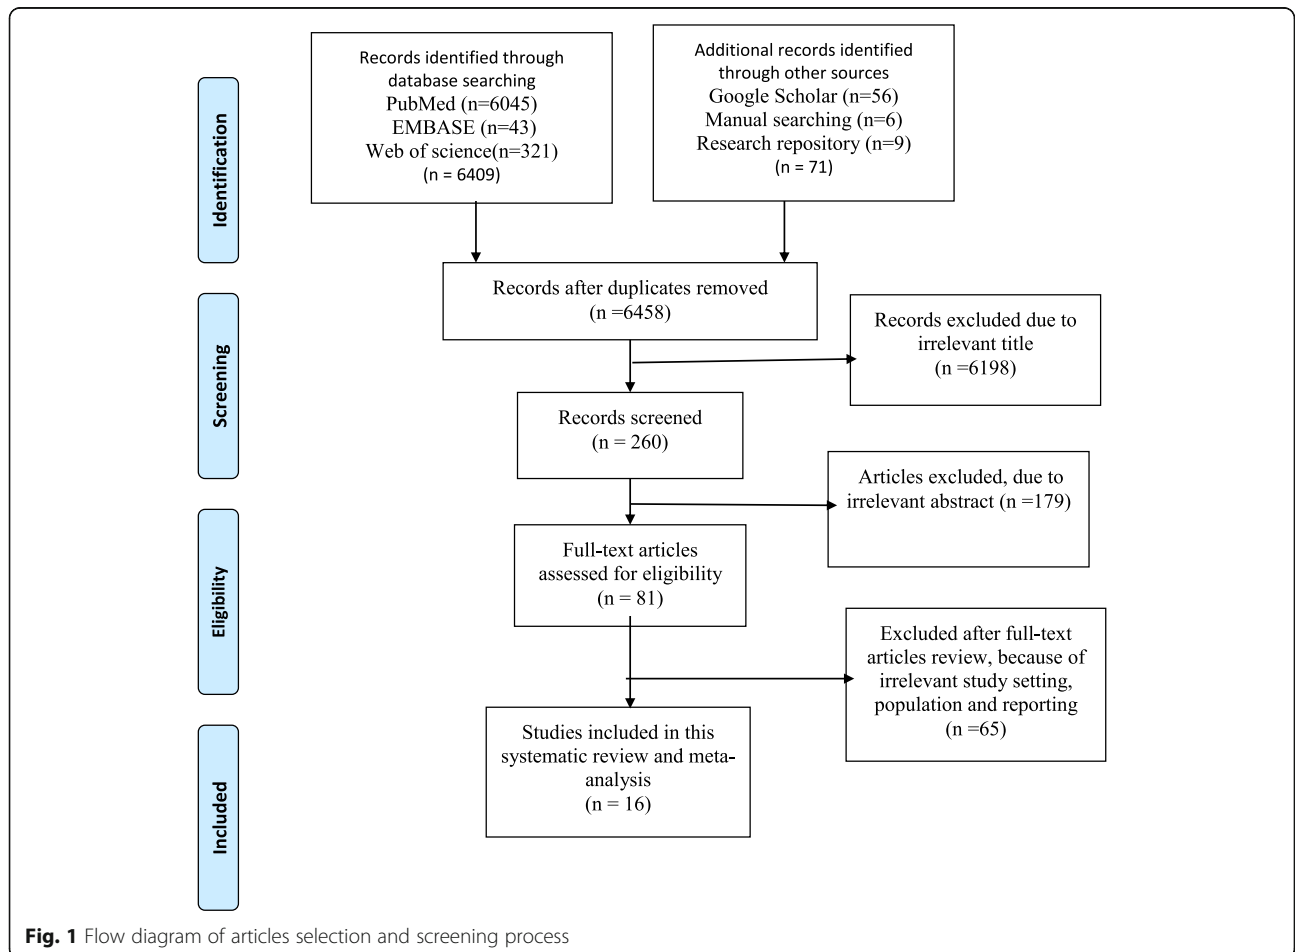 Records identified through
database searching
PubMed (n=6045)
EMBASE (n=43)
Web of science(n=321)
(n = 6409)
Additional records identified
through other sources
Google Scholar (n=56)
Manual searching (n=6)
Research repository (n=9)
(n = 71)
Identification
Records after duplicates removed
(n =6458)
Records excluded due to
irrelevant title
(n =6198)
Screening
Records screened
(n = 260)
Articles excluded, due to
irrelevant abstract (n =179)
Full-text articles
assessed for eligibility
(n = 81)
Eligibility
Excluded after full-text
articles review, because of
irrelevant study setting,
population and reporting
(n =65)
Studies included in this
systematic review and meta-
analysis
(n = 16)
Included
Fig. 1 Flow diagram of articles selection and screening process